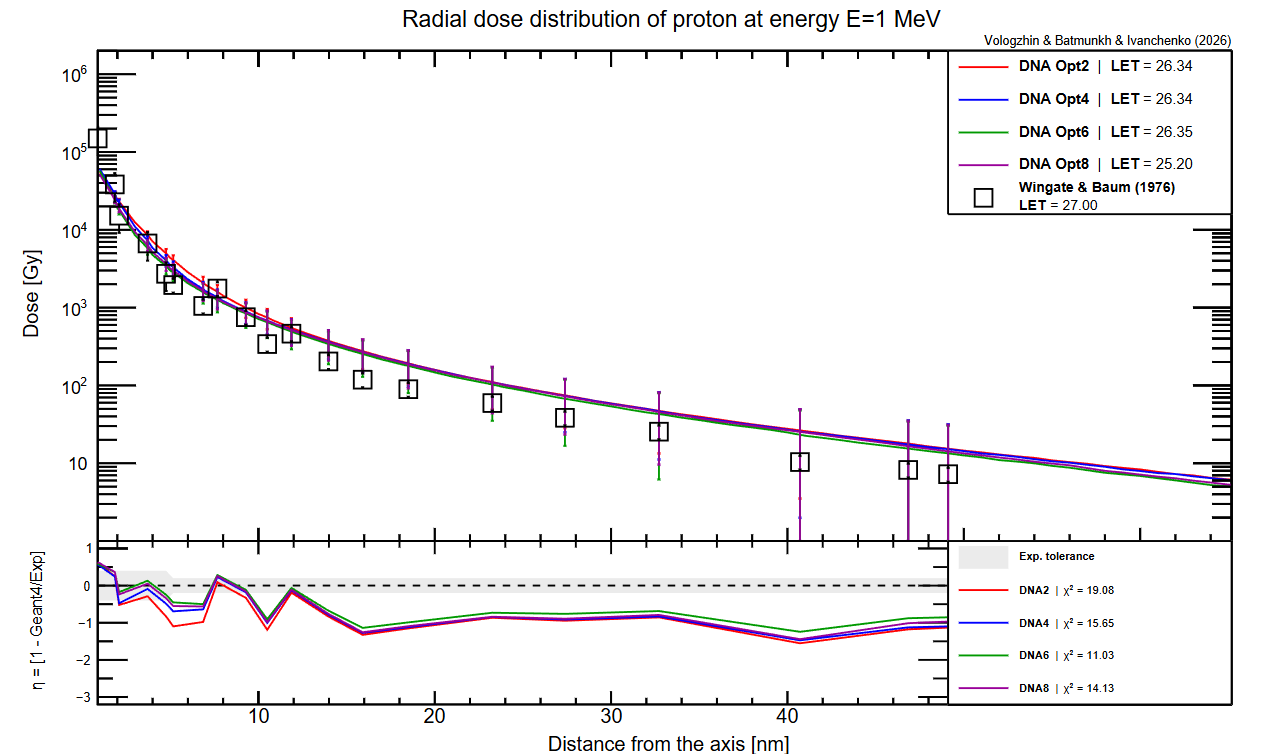 Radial dose distribution of proton at energy E=1 MeV
Vologzhin & Batmunkh & Ivanchenko (2026)
DNA Opt2 | LET = 26.34
DNA Opt4 | LET = 26.34
DNA Opt6 | LET = 26.35
DNA Opt8 | LET = 25.20
Wingate & Baum (1976)
LET = 27.00
Dose [Gy]
10⁶
10⁵
10⁴
10³
10²
10
η = [1 - Geant4/Exp]
1
0
−1
−2
−3
Exp. tolerance
DNA2 | χ² = 19.08
DNA4 | χ² = 15.65
DNA6 | χ² = 11.03
DNA8 | χ² = 14.13
10
20
30
40
Distance from the axis [nm]